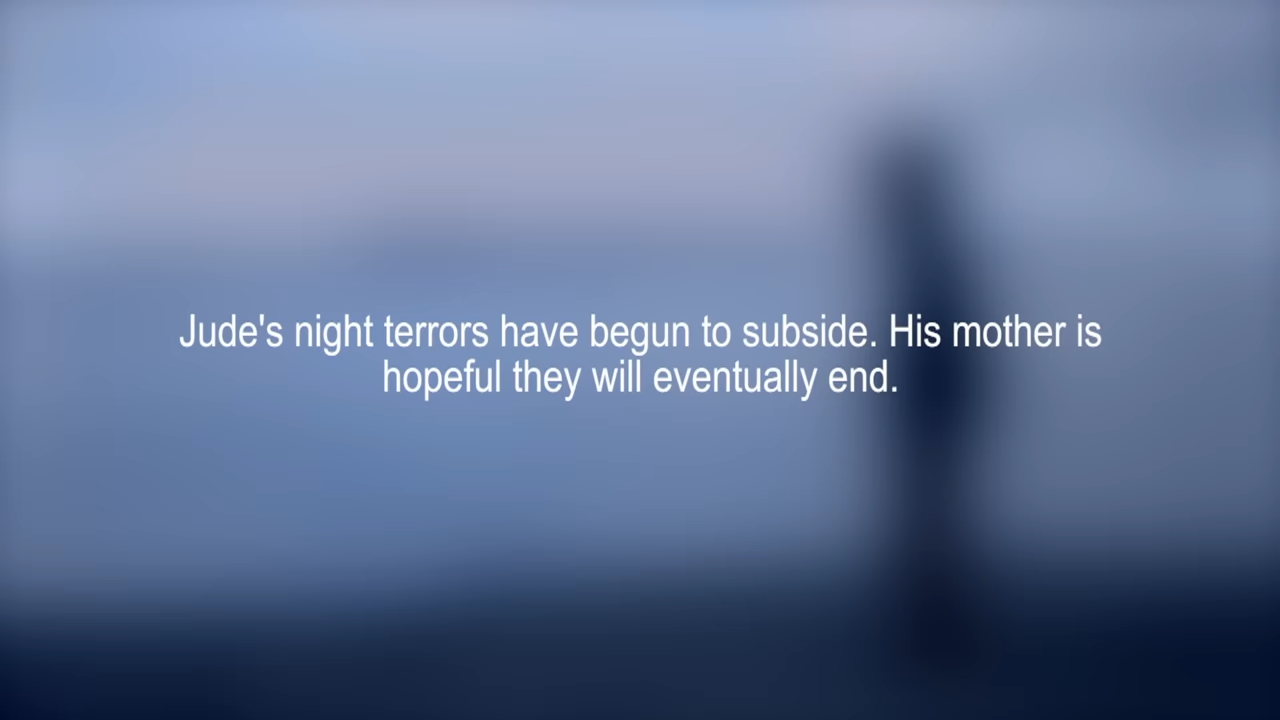 Jude's night terrors have begun to subside. His mother is
hopeful they will eventually end.